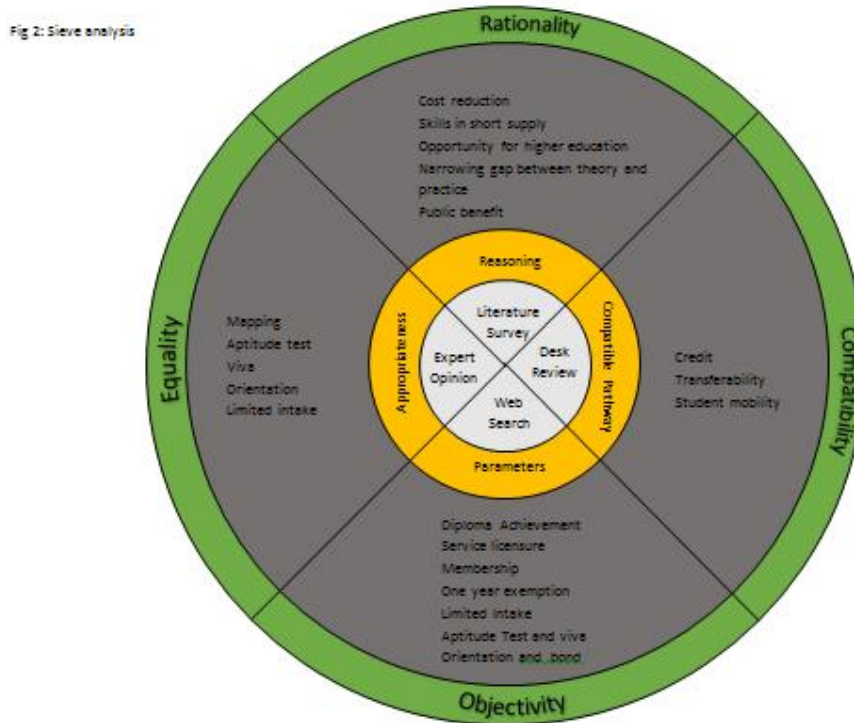 Fig 2: Sieve analysis
Rationality
Cost reduction
Skills in short supply
Opportunity for higher education
Narrowing gap between theory and
practice
Public benefit
Reasoning
Literature
Survey
Equality
Mapping
Aptitude test
Viva
Orientation
Limited intake
Appropriateness
Expert
Opinion
Desk
Review
Compatible Pathway
Credit
Transferability
Student mobility
Compatibility
Web
Search
Parameters
Diploma Achievement
Service licensure
Membership
One year exemption
Limited Intake
Aptitude Test and viva
Orientation and bond
Objectivity